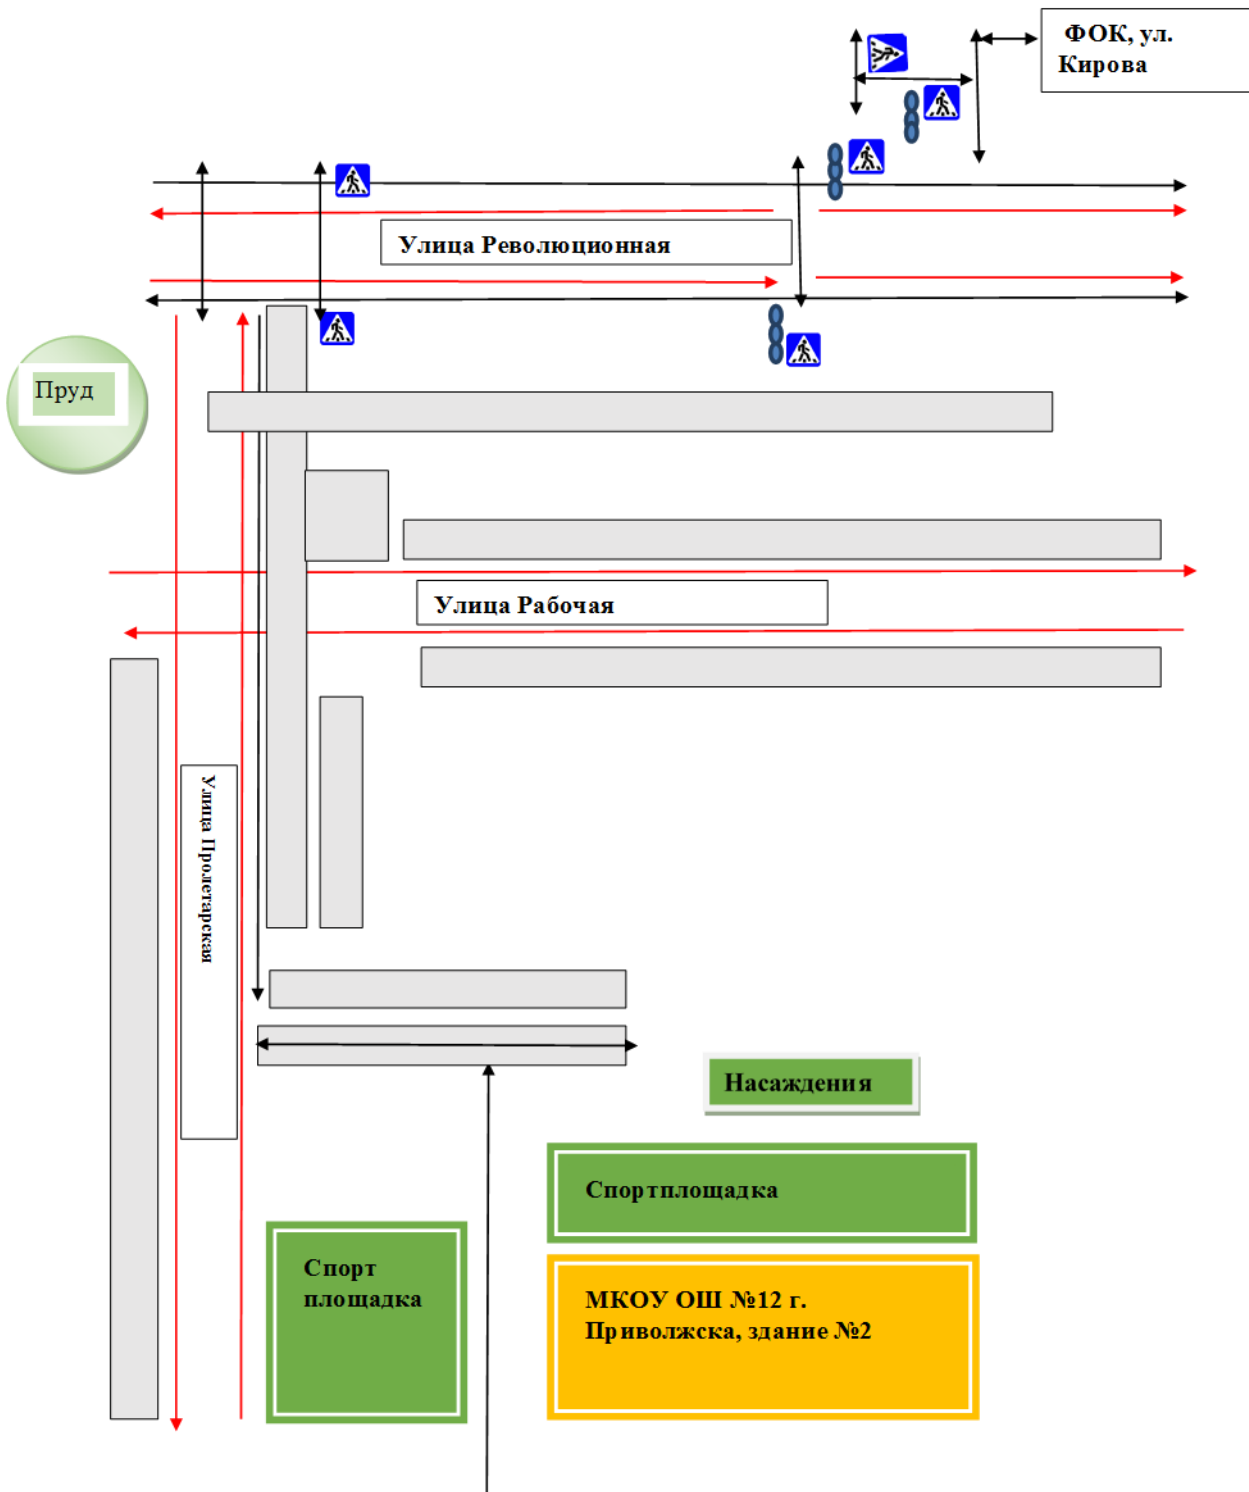 ФОК, ул.
Кирова
Улица Революционная
Пруд
Улица Рабочая
Улица Пролетарская
Насаждения
Спортплощадка
Спорт
площадка
МКОУ ОШ №12 г.
Приволжска, здание №2